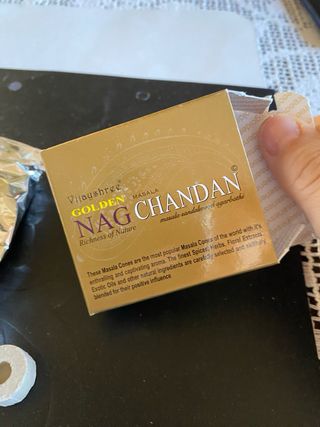 Vijayshree
GOLDEN MASALA
NAG CHANDAN ©
Richness of Nature masala sandalwood agarbathi
These Masala Cones are the most popular Masala Cones of the world with it's
enthralling and captivating aroma. The finest Spices, Herbs, Floral Extracts,
Exotic Oils and other natural ingredients are carefully selected and skilfully
blended for their positive influence